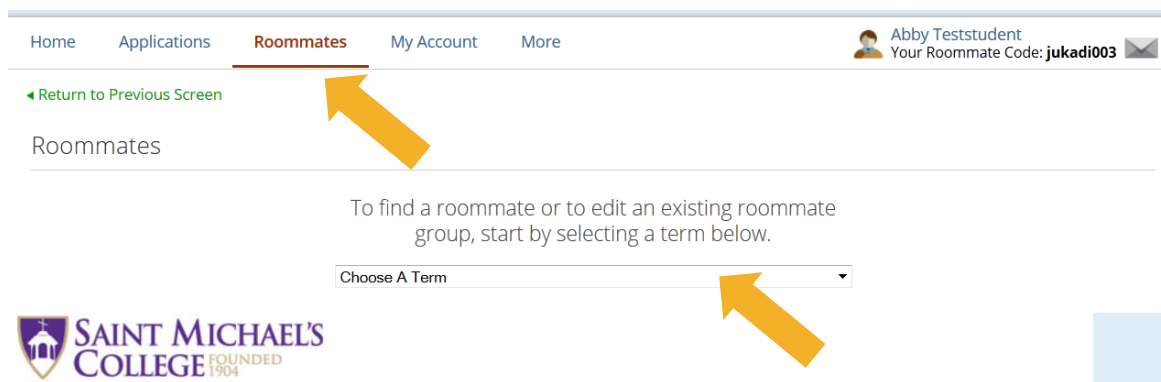 Home Applications Roommates My Account More
Abby Teststudent
Your Roommate Code: jukadi003
Return to Previous Screen
Roommates
To find a roommate or to edit an existing roommate
group, start by selecting a term below.
Choose A Term
SAINT MICHAEL'S
COLLEGE FOUNDED
1904